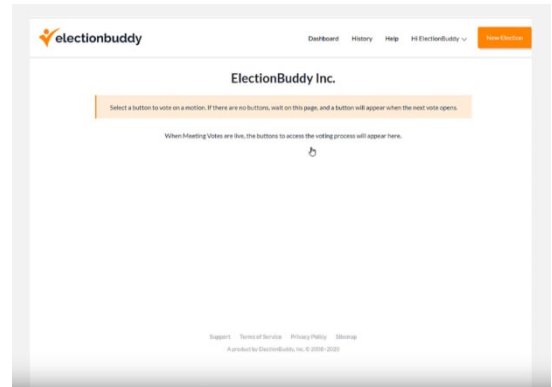 electionbuddy
Dashboard History Help Hi ElectionBuddy New Election
ElectionBuddy Inc.
Select a button to vote on a motion. If there are no buttons, wait on this page, and a button will appear when the next vote opens.
When Meeting Votes are live, the buttons to access the voting process will appear here.
Support Terms of Service Privacy Policy Sitemap
A product by ElectionBuddy, Inc. © 2008-2020